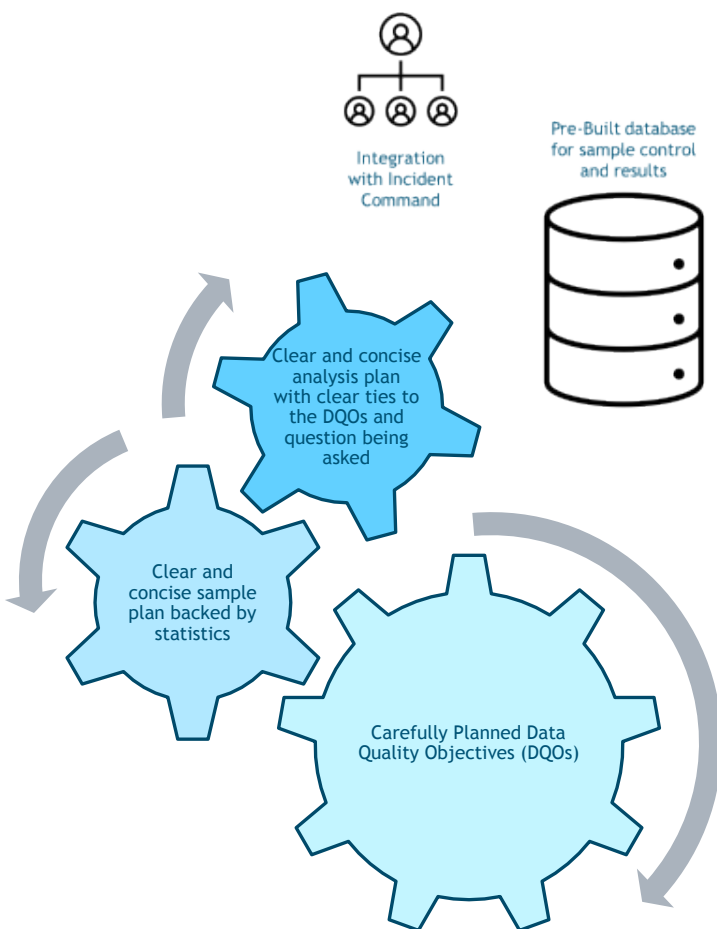 Integration
with Incident
Command
Pre-Built database
for sample control
and results
Clear and concise
analysis plan
with clear ties to
the DQOs and
question being
asked
Clear and
concise sample
plan backed by
statistics
Carefully Planned Data
Quality Objectives (DQOs)